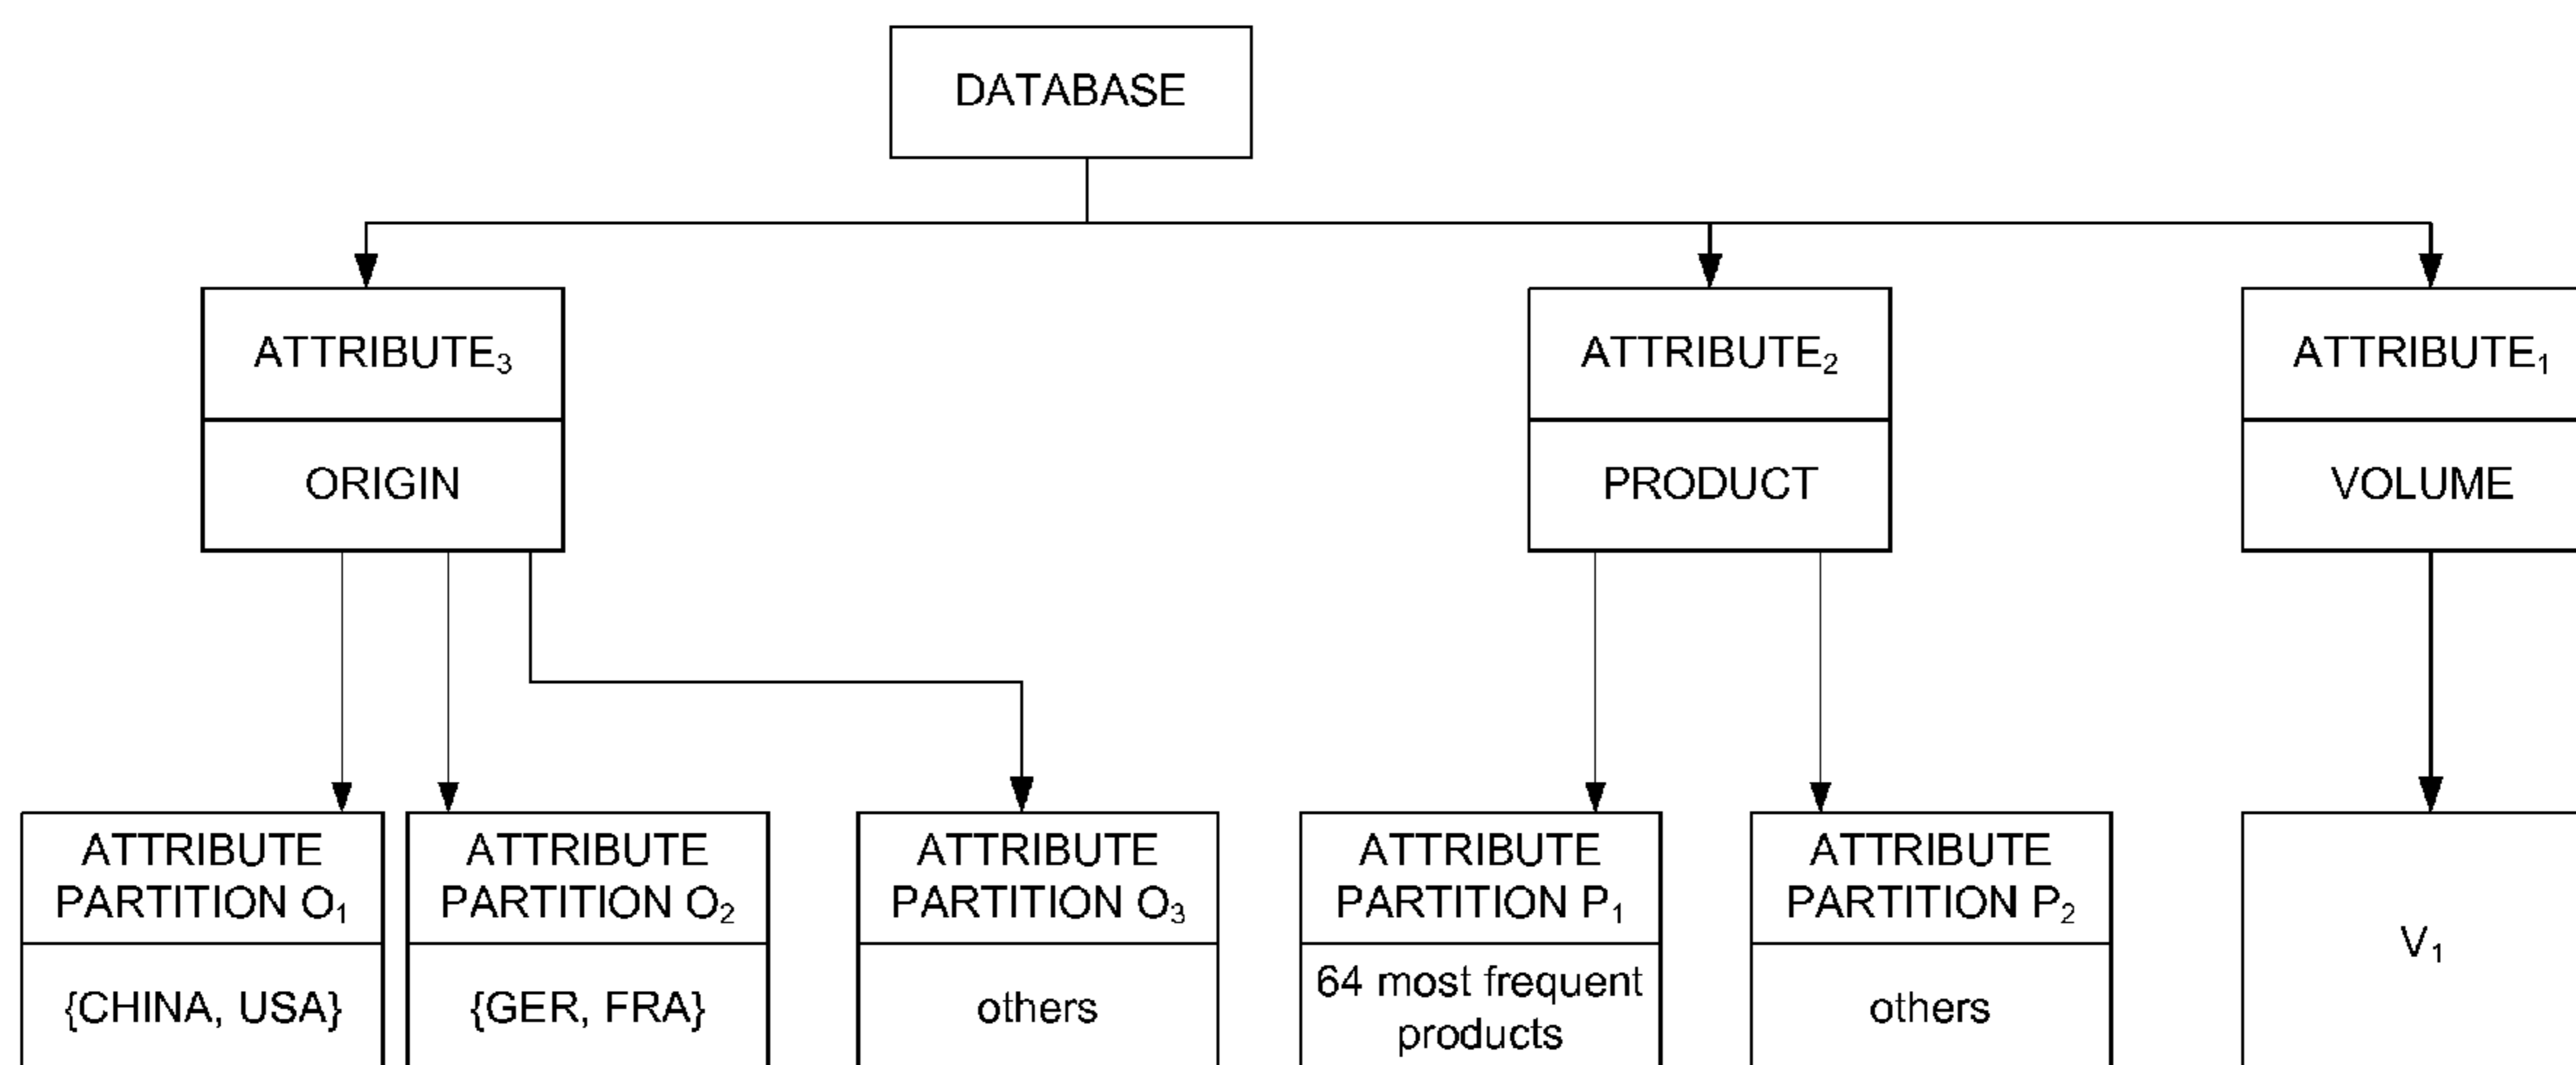 DATABASE
ATTRIBUTE₃
ORIGIN
ATTRIBUTE₂
PRODUCT
ATTRIBUTE₁
VOLUME
ATTRIBUTE
PARTITION O₁
{CHINA, USA}
ATTRIBUTE
PARTITION O₂
{GER, FRA}
ATTRIBUTE
PARTITION O₃
others
ATTRIBUTE
PARTITION P₁
64 most frequent
products
ATTRIBUTE
PARTITION P₂
others
V₁